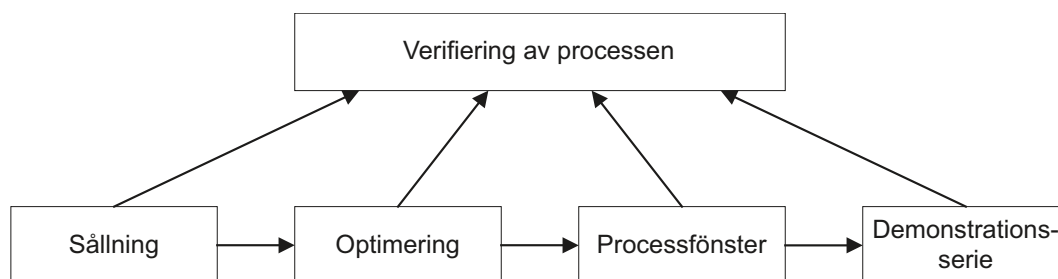 Verifiering av processen
Sållning
Optimering
Processfönster
Demonstrations-
serie